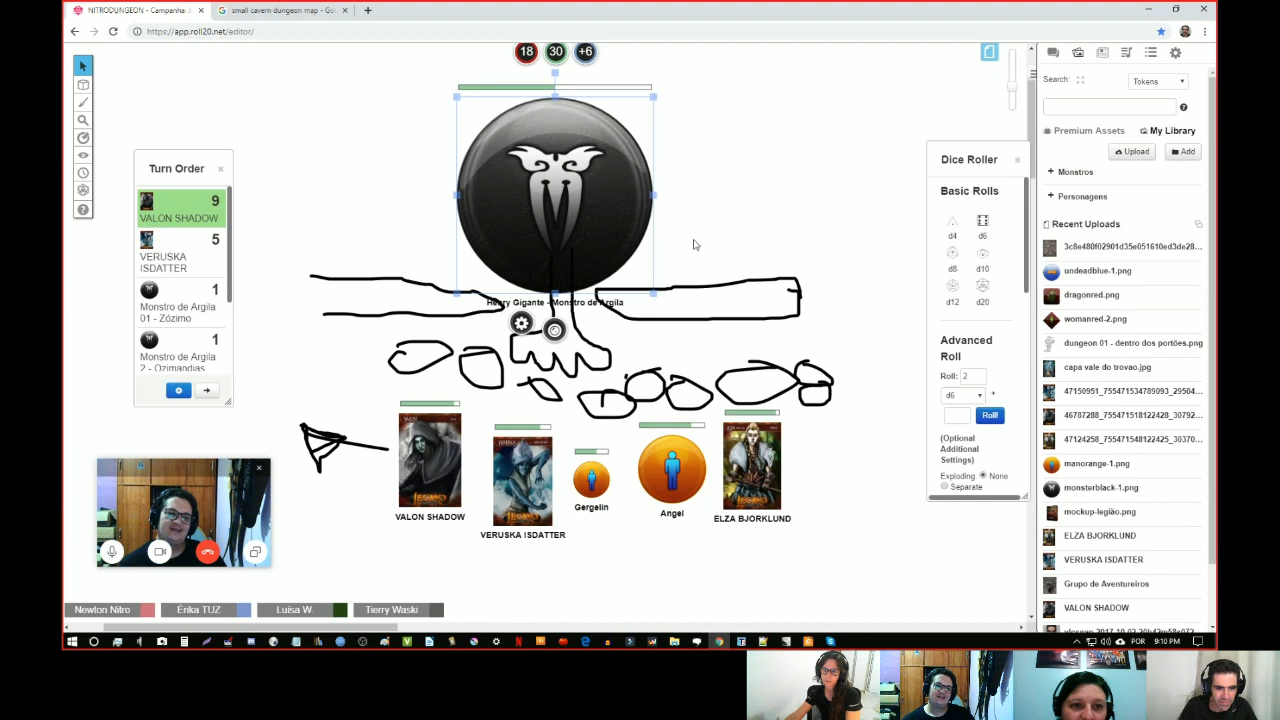 NITRODUNGEON - Campanha:
small cavern dungeon map - Go
https://app.roll20.net/editor/
18
30
+6
Search:
Tokens
Premium Assets
My Library
Upload
Add
Monstros
Personagens
Recent Uploads
3c8e480f02901d35e051610ed3de28...
undeadblue-1.png
dragonred.png
womanred-2.png
dungeon 01 - dentro dos portões.png
capa vale do trovao.jpg
47150951_755471534789093_29504...
46787288_755471518122428_30792...
47124258_755471548122425_30370...
manorange-1.png
monsterblack-1.png
mockup-legião.png
ELZA BJORKLUND
VERUSKA ISDATTER
Grupo de Aventureiros
VALON SHADOW
Turn Order
9
VALON SHADOW
5
VERUSKA
ISDATTER
1
Monstro de Argila
01 - Zózimo
1
Monstro de Argila
2 - Ozimandias
Dice Roller
Basic Rolls
d4
d6
d8
d10
d12
d20
Advanced
Roll
Roll: 2
d6
Roll!
(Optional
Additional
Settings)
Exploding: None
Separate
Henry Gigante - Monstro de Argila
VALON SHADOW
VERUSKA ISDATTER
Gergelin
Angel
ELZA BJORKLUND
Newton Nitro
Érika TUZ
Luísa W.
Tierry Waski
POR
9:10 PM